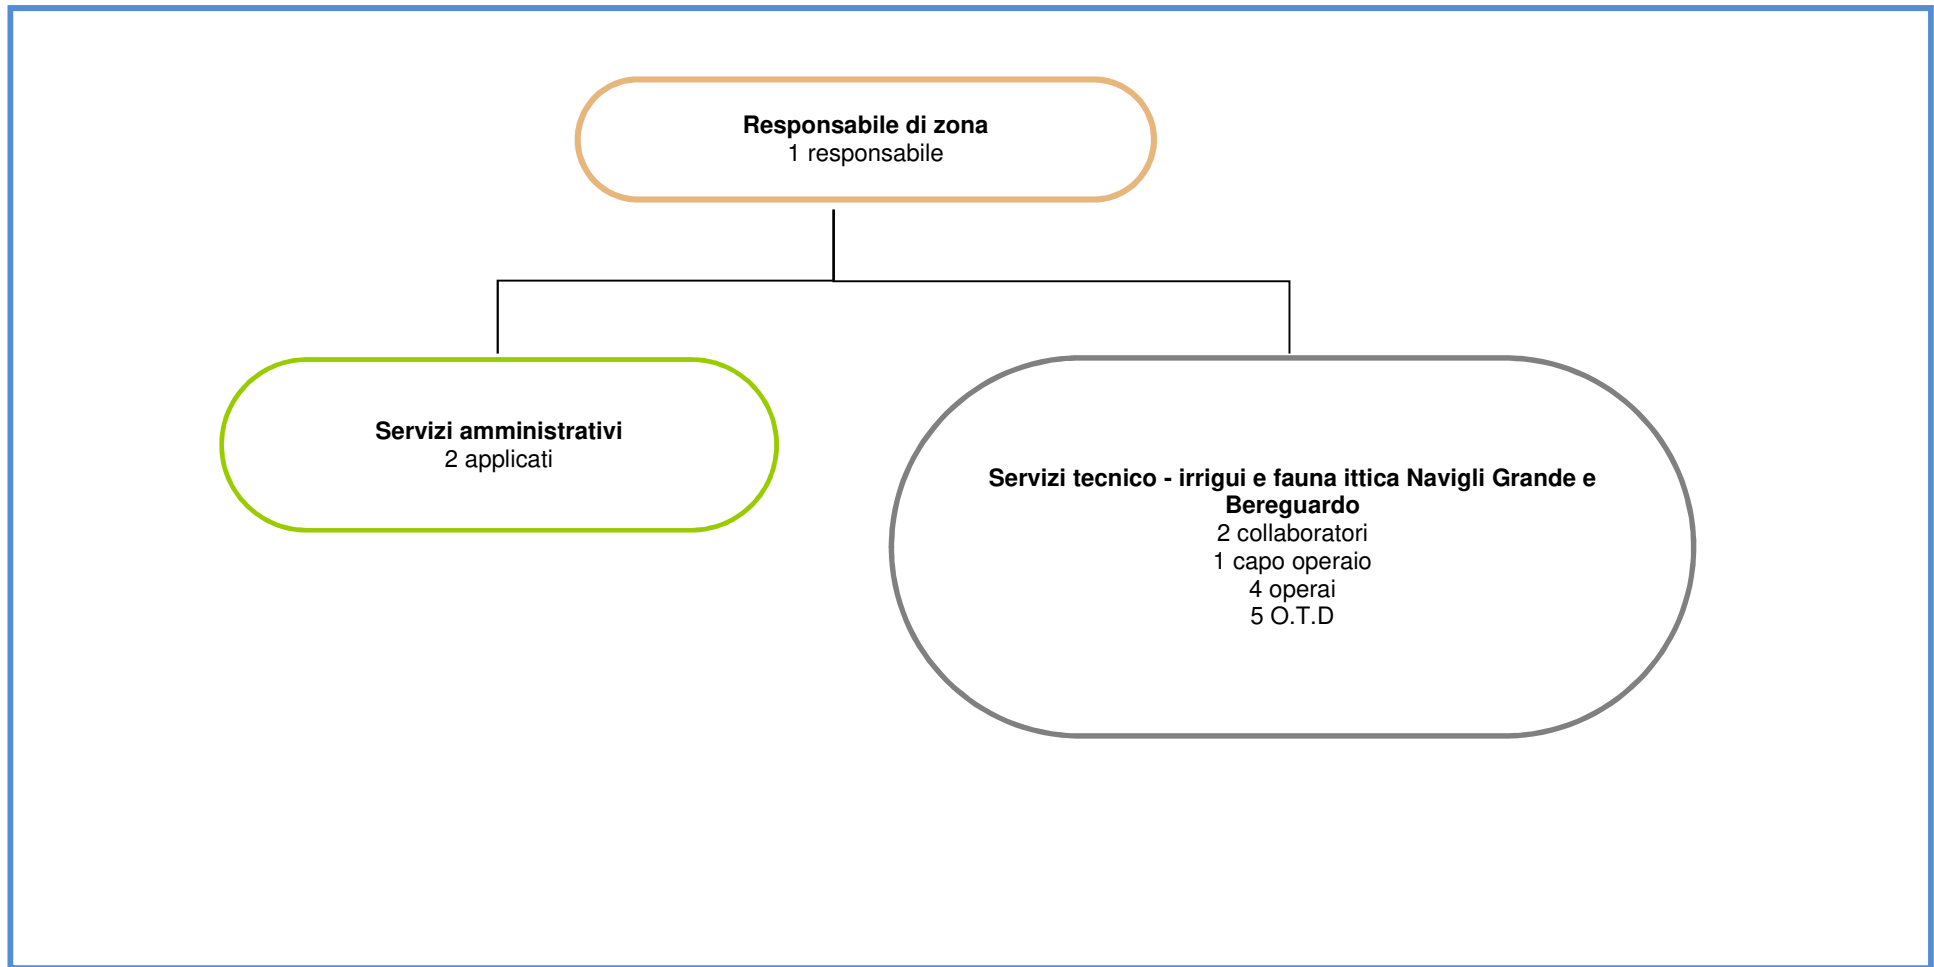 Responsabile di zona
1 responsabile
Servizi amministrativi
2 applicati
Servizi tecnico - irrigui e fauna ittica Navigli Grande e
Bereguardo
2 collaboratori
1 capo operaio
4 operai
5 O.T.D